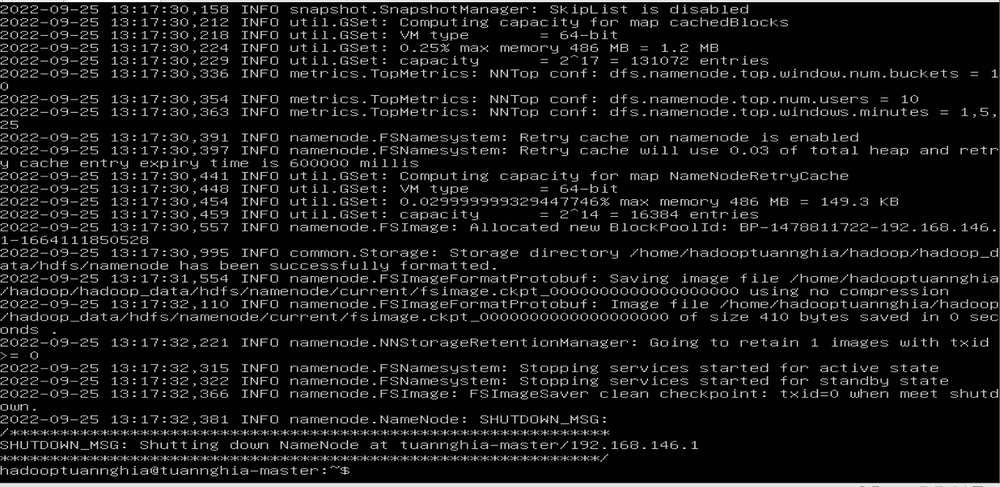 2022-09-25 13:17:30,158 INFO snapshot.SnapshotManager: SkipList is disabled
2022-09-25 13:17:30,212 INFO util.GSet: Computing capacity for map cachedBlocks
2022-09-25 13:17:30,218 INFO util.GSet: VM type       = 64-bit
2022-09-25 13:17:30,224 INFO util.GSet: 0.25% max memory 486 MB = 1.2 MB
2022-09-25 13:17:30,229 INFO util.GSet: capacity      = 2^17 = 131072 entries
2022-09-25 13:17:30,336 INFO metrics.TopMetrics: NNTop conf: dfs.namenode.top.window.num.buckets = 1
0
2022-09-25 13:17:30,354 INFO metrics.TopMetrics: NNTop conf: dfs.namenode.top.num.users = 10
2022-09-25 13:17:30,363 INFO metrics.TopMetrics: NNTop conf: dfs.namenode.top.windows.minutes = 1,5,
25
2022-09-25 13:17:30,391 INFO namenode.FSNamesystem: Retry cache on namenode is enabled
2022-09-25 13:17:30,397 INFO namenode.FSNamesystem: Retry cache will use 0.03 of total heap and retr
y cache entry expiry time is 600000 millis
2022-09-25 13:17:30,441 INFO util.GSet: Computing capacity for map NameNodeRetryCache
2022-09-25 13:17:30,448 INFO util.GSet: VM type       = 64-bit
2022-09-25 13:17:30,454 INFO util.GSet: 0.029999999329447746% max memory 486 MB = 149.3 KB
2022-09-25 13:17:30,459 INFO util.GSet: capacity      = 2^14 = 16384 entries
2022-09-25 13:17:30,557 INFO namenode.FSImage: Allocated new BlockPoolId: BP-1478811722-192.168.146.
1-1664111850528
2022-09-25 13:17:30,995 INFO common.Storage: Storage directory /home/hadooptuannghia/hadoop/hadoop_d
ata/hdfs/namenode has been successfully formatted.
2022-09-25 13:17:31,554 INFO namenode.FSImageFormatProtobuf: Saving image file /home/hadooptuannghia
/hadoop/hadoop_data/hdfs/namenode/current/fsimage.ckpt_0000000000000000000 using no compression
2022-09-25 13:17:32,110 INFO namenode.FSImageFormatProtobuf: Image file /home/hadooptuannghia/hadoop
/hadoop_data/hdfs/namenode/current/fsimage.ckpt_0000000000000000000 of size 410 bytes saved in 0 sec
onds .
2022-09-25 13:17:32,221 INFO namenode.NNStorageRetentionManager: Going to retain 1 images with txid
>= 0
2022-09-25 13:17:32,315 INFO namenode.FSNamesystem: Stopping services started for active state
2022-09-25 13:17:32,322 INFO namenode.FSNamesystem: Stopping services started for standby state
2022-09-25 13:17:32,366 INFO namenode.FSImage: FSImageSaver clean checkpoint: txid=0 when meet shutd
own.
2022-09-25 13:17:32,381 INFO namenode.NameNode: SHUTDOWN_MSG:
/************************************************************
SHUTDOWN_MSG: Shutting down NameNode at tuannghia-master/192.168.146.1
************************************************************/
hadooptuannghia@tuannghia-master:~$